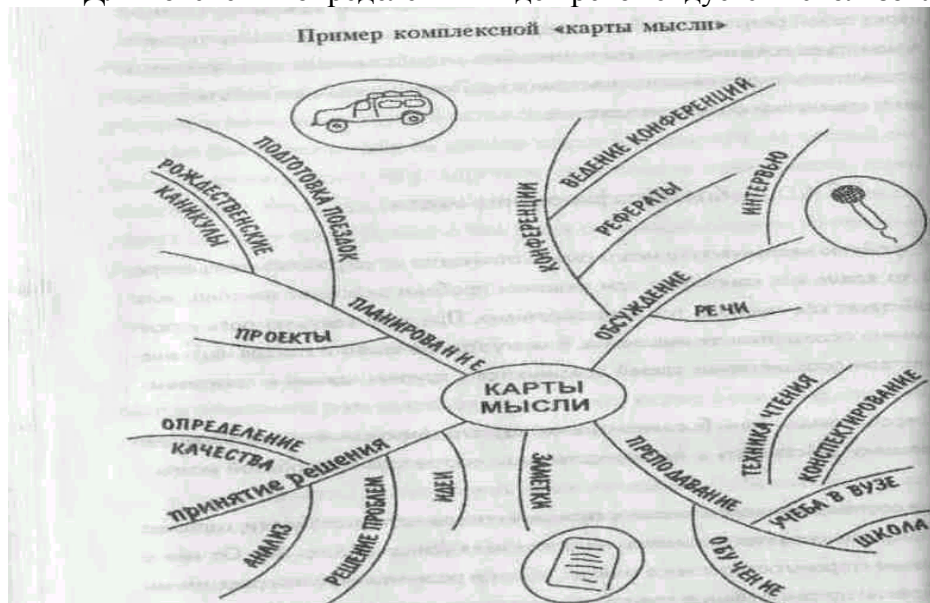 Пример комплексной «карты мысли»
ПОДГОТОВКА ПОЕЗДОК
РОЖДЕСТВЕНСКИЕ
КАНИКУЛЫ
ПЛАНИРОВАНИЕ
ПРОЕКТЫ
КОНФЕРЕНЦИИ
ВЕДЕНИЕ КОНФЕРЕНЦИЙ
РЕФЕРАТЫ
ИНТЕРВЬЮ
ОБСУЖДЕНИЕ
РЕЧИ
КАРТЫ
МЫСЛИ
ОПРЕДЕЛЕНИЕ
КАЧЕСТВА
ПРИНЯТИЕ РЕШЕНИЯ
АНАЛИЗ
РЕШЕНИЕ ПРОБЛЕМ
ИДЕИ
ЗАМЕТКИ
ПРЕПОДАВАНИЕ
ТЕХНИКА ЧТЕНИЯ
КОНСПЕКТИРОВАНИЕ
УЧЕБА В ВУЗЕ
ШКОЛА
ОБУЧЕНИЕ